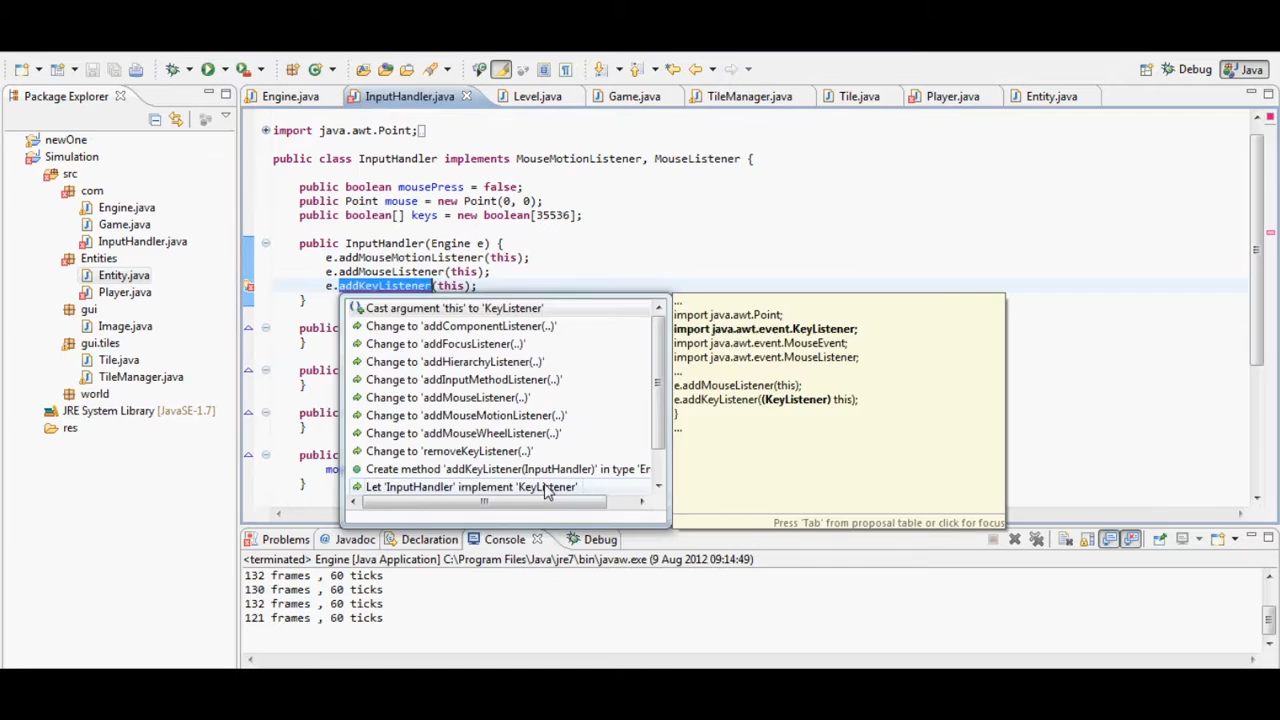 Debug
Java
Package Explorer
Engine.java
InputHandler.java
Level.java
Game.java
TileManager.java
Tile.java
Player.java
Entity.java
newOne
Simulation
src
com
Engine.java
Game.java
InputHandler.java
Entities
Entity.java
Player.java
gui
Image.java
gui.tiles
Tile.java
TileManager.java
world
JRE System Library [JavaSE-1.7]
res
import java.awt.Point;
public class InputHandler implements MouseMotionListener, MouseListener {
public boolean mousePress = false;
public Point mouse = new Point(0, 0);
public boolean[] keys = new boolean[35536];
public InputHandler(Engine e) {
e.addMouseMotionListener(this);
e.addMouseListener(this);
e.addKeyListener(this);
}
public
}
public
}
public
}
public
mo
}
Cast argument 'this' to 'KeyListener'
Change to 'addComponentListener(..)'
Change to 'addFocusListener(..)'
Change to 'addHierarchyListener(..)'
Change to 'addInputMethodListener(..)'
Change to 'addMouseListener(..)'
Change to 'addMouseMotionListener(..)'
Change to 'addMouseWheelListener(..)'
Change to 'removeKeyListener(..)'
Create method 'addKeyListener(InputHandler)' in type 'En
Let 'InputHandler' implement 'KeyListener'
...
import java.awt.Point;
import java.awt.event.KeyListener;
import java.awt.event.MouseEvent;
import java.awt.event.MouseListener;
...
e.addMouseListener(this);
e.addKeyListener((KeyListener) this);
}
...
Press 'Tab' from proposal table or click for focus
Problems
Javadoc
Declaration
Console
Debug
<terminated> Engine [Java Application] C:\Program Files\Java\jre7\bin\javaw.exe (9 Aug 2012 09:14:49)
132 frames , 60 ticks
130 frames , 60 ticks
132 frames , 60 ticks
121 frames , 60 ticks